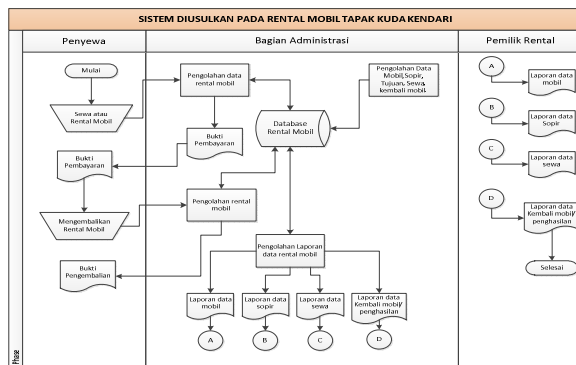 SISTEM DIUSULKAN PADA RENTAL MOBIL TAPAK KUDA KENDARI
Penyewa
Bagian Administrasi
Pemilik Rental
Mulai
Sewa atau
Rental Mobil
Bukti
Pembayaran
Mengembalikan
Rental Mobil
Bukti
Pengembalian
Pengolahan data
rental mobil
Bukti
Pembayaran
Pengolahan rental
mobil
Database
Rental Mobil
Pengolahan Data
Mobil,Sopir,
Tujuan, Sewa,
kembali mobil
Pengolahan Laporan
data rental mobil
Laporan data
mobil
Laporan data
sopir
Laporan data
sewa
Laporan data
Kembali mobil/
penghasilan
A
B
C
D
A
Laporan data
mobil
B
Laporan data
Sopir
C
Laporan data
sewa
D
Laporan data
Kembali mobil/
penghasilan
Selesai
Phase